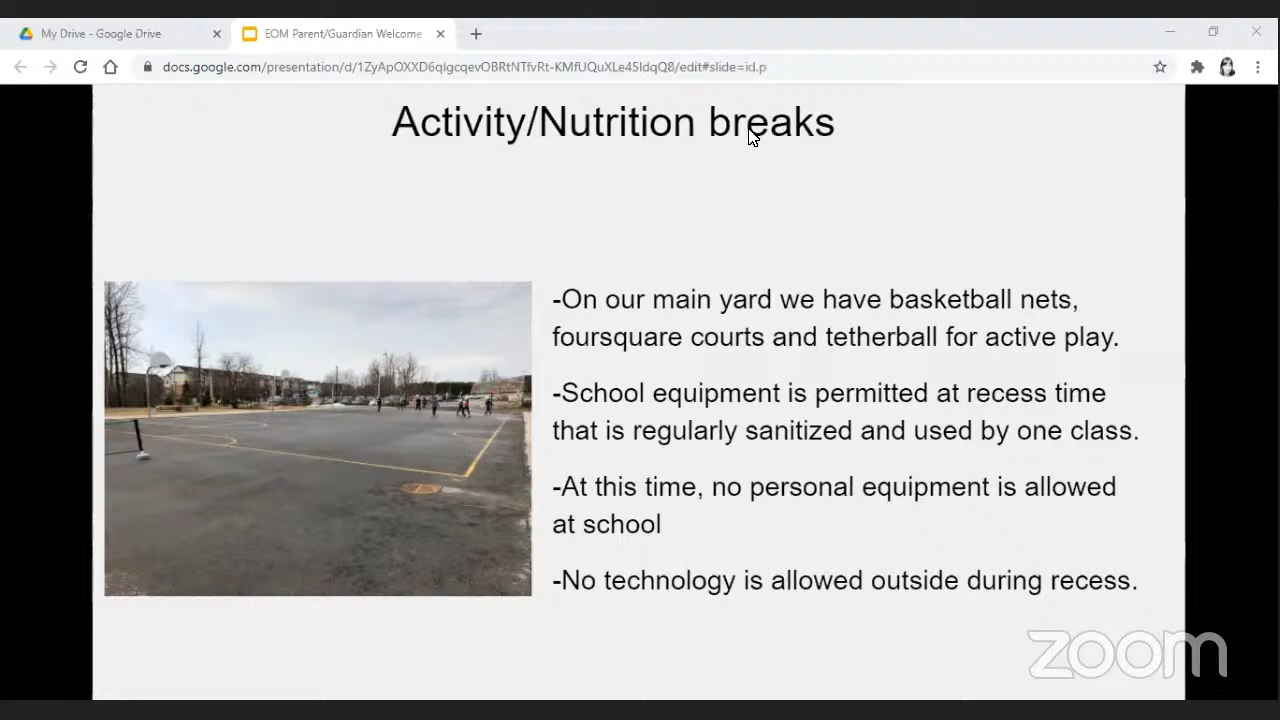 My Drive - Google Drive
EOM Parent/Guardian Welcome
docs.google.com/presentation/d/1ZyApOXXD6qIgcqevOBRtNTfvRt-KMfUQuXLe45IdqQ8/edit#slide=id.p
Activity/Nutrition breaks
-On our main yard we have basketball nets,
foursquare courts and tetherball for active play.
-School equipment is permitted at recess time
that is regularly sanitized and used by one class.
-At this time, no personal equipment is allowed
at school
-No technology is allowed outside during recess.
zoom